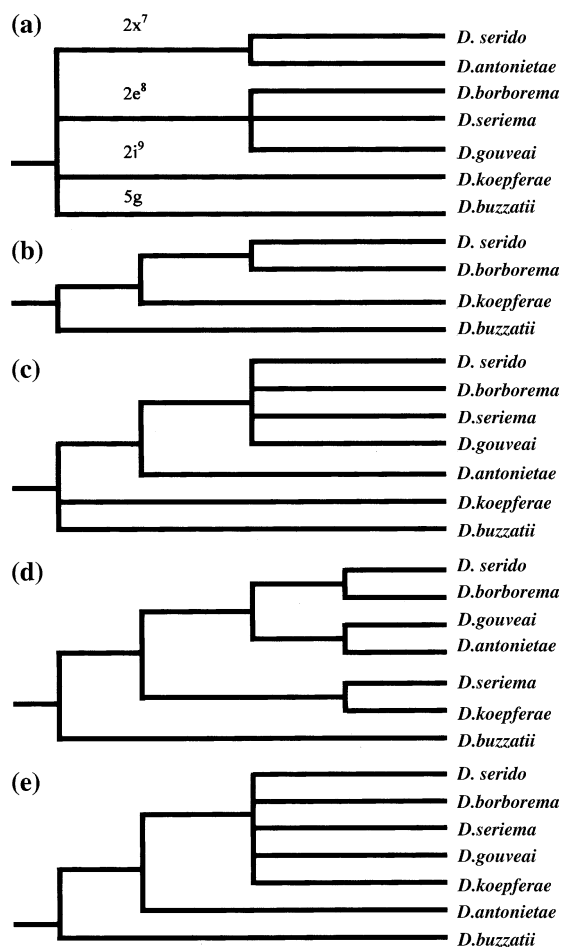 (a)
2x⁷
D. serido
D.antonietae
2e⁸
D.borborema
D.seriema
2i⁹
D.gouveai
D.koepferae
5g
D.buzzatii
(b)
D. serido
D.borborema
D.koepferae
D.buzzatii
(c)
D. serido
D.borborema
D.seriema
D.gouveai
D.antonietae
D.koepferae
D.buzzatii
(d)
D. serido
D.borborema
D.gouveai
D.antonietae
D.seriema
D.koepferae
D.buzzatii
(e)
D. serido
D.borborema
D.seriema
D.gouveai
D.koepferae
D.antonietae
D.buzzatii